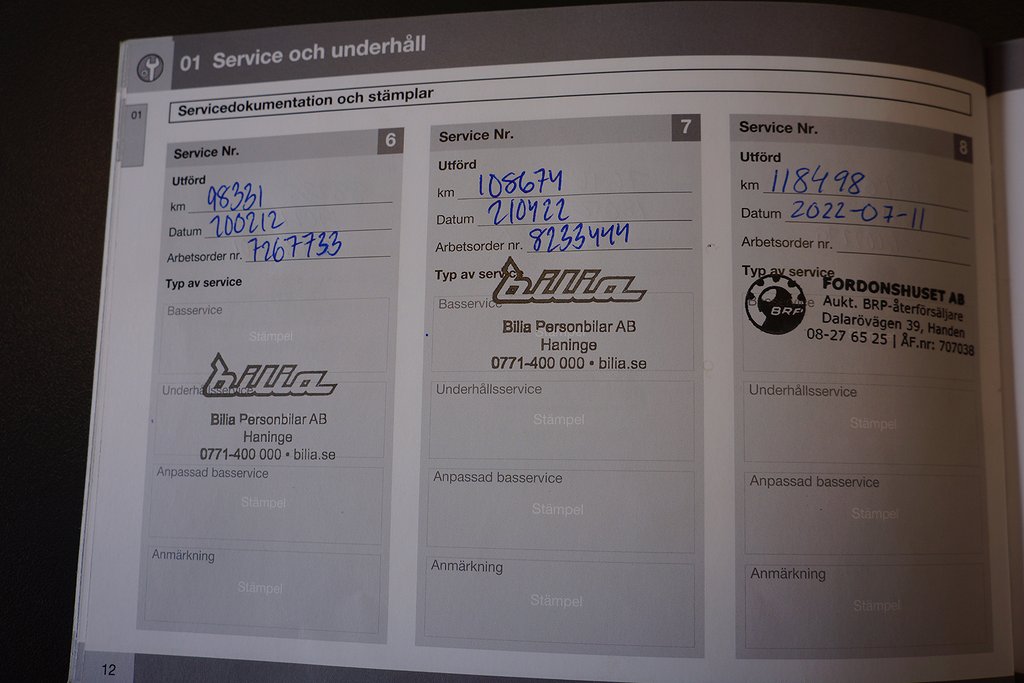 01 Service och underhåll
01
Servicedokumentation och stämplar
Service Nr. 6
Utförd
km 98331
Datum 200212
Arbetsorder nr. 7267733
Typ av service
Basservice
Stämpel
Underhållsservice
bilia
Bilia Personbilar AB
Haninge
0771-400 000 • bilia.se
Anpassad basservice
Stämpel
Anmärkning
Stämpel
Service Nr. 7
Utförd
km 108674
Datum 210422
Arbetsorder nr. 8233444
Typ av service
bilia
Basservice
Bilia Personbilar AB
Haninge
0771-400 000 • bilia.se
Underhållsservice
Stämpel
Anpassad basservice
Stämpel
Anmärkning
Stämpel
Service Nr. 8
Utförd
km 118498
Datum 2022-07-11
Arbetsorder nr.
Typ av service
BRP
FORDONSHUSET AB
Aukt. BRP-återförsäljare
Dalarövägen 39, Handen
08-27 65 25 | ÅF.nr: 707038
Underhållsservice
Stämpel
Anpassad basservice
Stämpel
Anmärkning
Stämpel
12